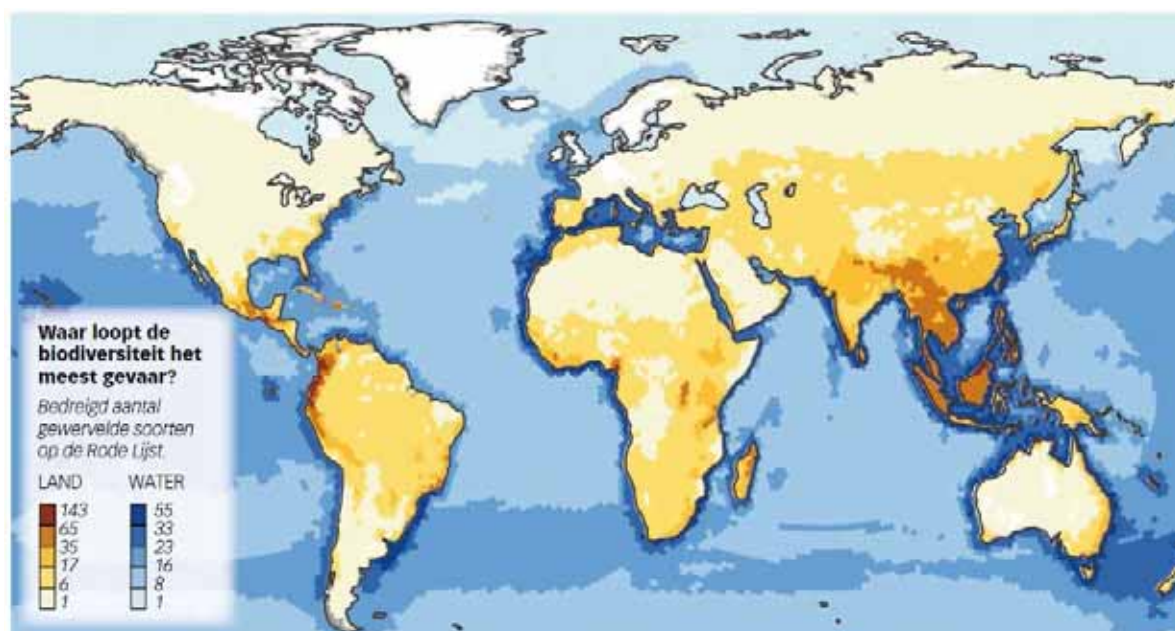 Waar loopt de
biodiversiteit het
meest gevaar?
Bedreigd aantal
gewervelde soorten
op de Rode Lijst.
LAND WATER
143 55
65 33
35 23
17 16
6 8
1 1